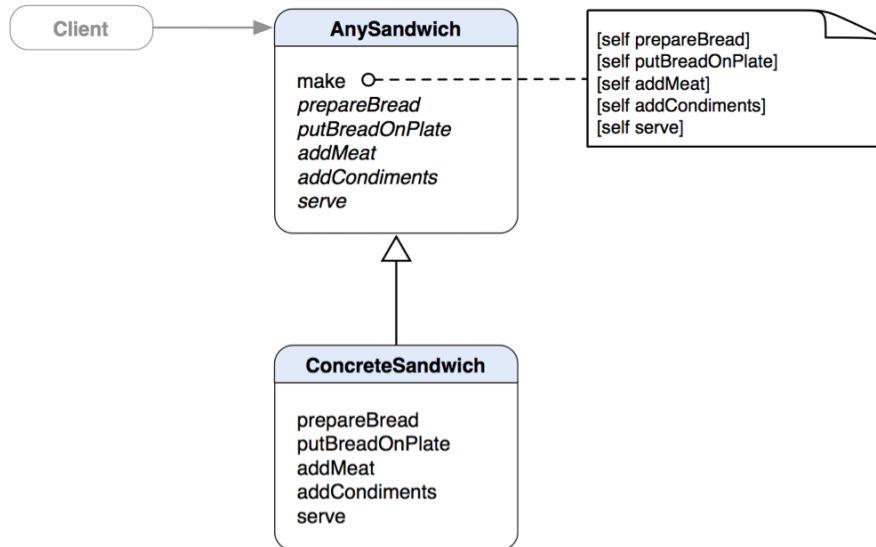 Client
AnySandwich
make
prepareBread
putBreadOnPlate
addMeat
addCondiments
serve
[self prepareBread]
[self putBreadOnPlate]
[self addMeat]
[self addCondiments]
[self serve]
ConcreteSandwich
prepareBread
putBreadOnPlate
addMeat
addCondiments
serve